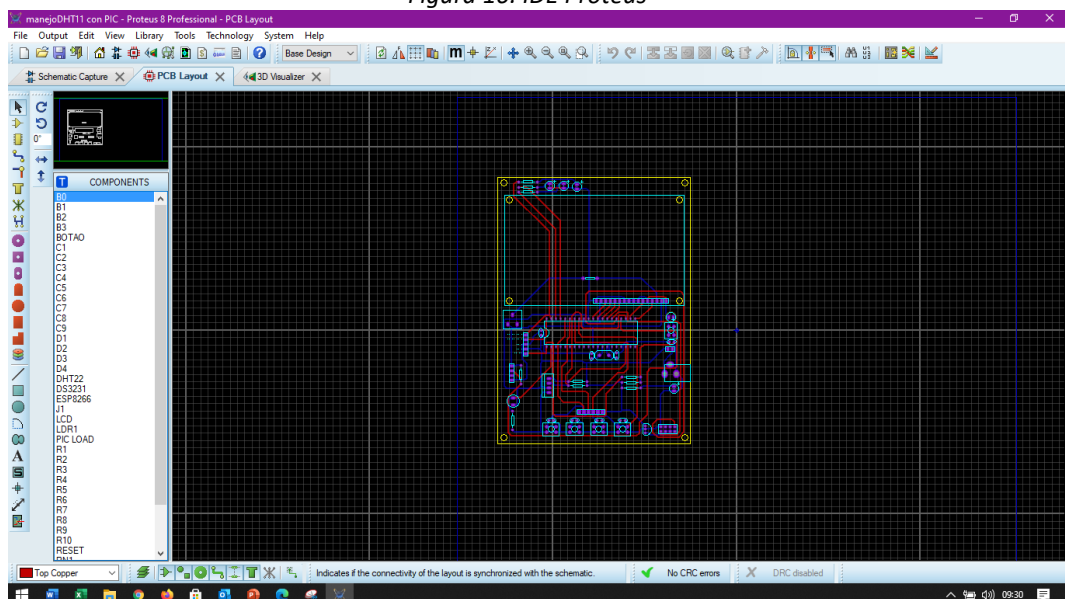 Figura 16. IDE Proteus
manejoDHT11 con PIC - Proteus 8 Professional - PCB Layout
File Output Edit View Library Tools Technology System Help
Base Design
Schematic Capture
PCB Layout
3D Visualizer
0°
COMPONENTS
B0
B1
B2
B3
BOTAO
C1
C2
C3
C4
C5
C6
C7
C8
C9
D1
D2
D3
D4
DHT22
DS3231
ESP8266
J1
LCD
LDR1
PIC LOAD
R1
R2
R3
R4
R5
R6
R7
R8
R9
R10
RESET
Top Copper
Indicates if the connectivity of the layout is synchronized with the schematic.
No CRC errors
DRC disabled
09:30